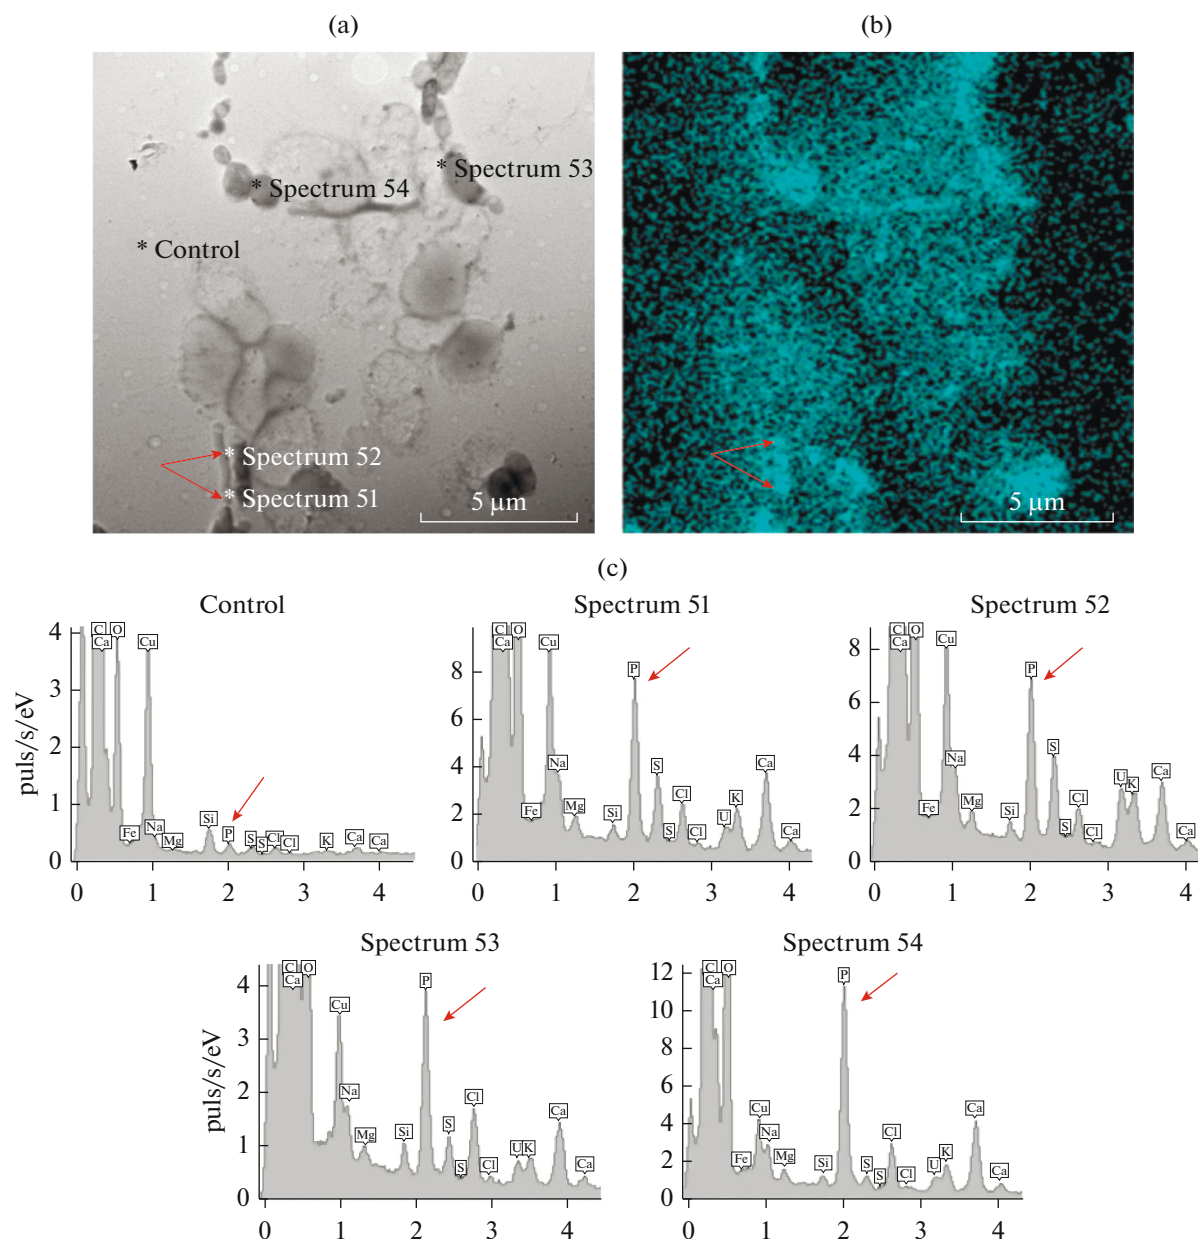 (a)
(b)
* Spectrum 53
* Spectrum 54
* Control
* Spectrum 52
* Spectrum 51
5 µm
5 µm
(c)
Control
puls/s/eV
4
3
2
1
0
C O
Ca Cu
Fe Na Mg Si P S S Cl Cl K Ca Ca
0 1 2 3 4
Spectrum 51
8
6
4
2
0
C O
Ca Cu
P
Fe Na Mg Si S S Cl Cl U K Ca Ca
0 1 2 3 4
Spectrum 52
8
6
4
2
0
C O
Ca Cu
P
Fe Na Mg Si S S Cl Cl U K Ca Ca
0 1 2 3 4
Spectrum 53
puls/s/eV
4
3
2
1
0
C O
Ca
P
Cu
Na Mg Si S S Cl Cl U K Ca Ca
0 1 2 3 4
Spectrum 54
12
10
8
6
4
2
0
C O
Ca
P
Fe Cu Na Mg Si S S Cl Cl U K Ca Ca
0 1 2 3 4